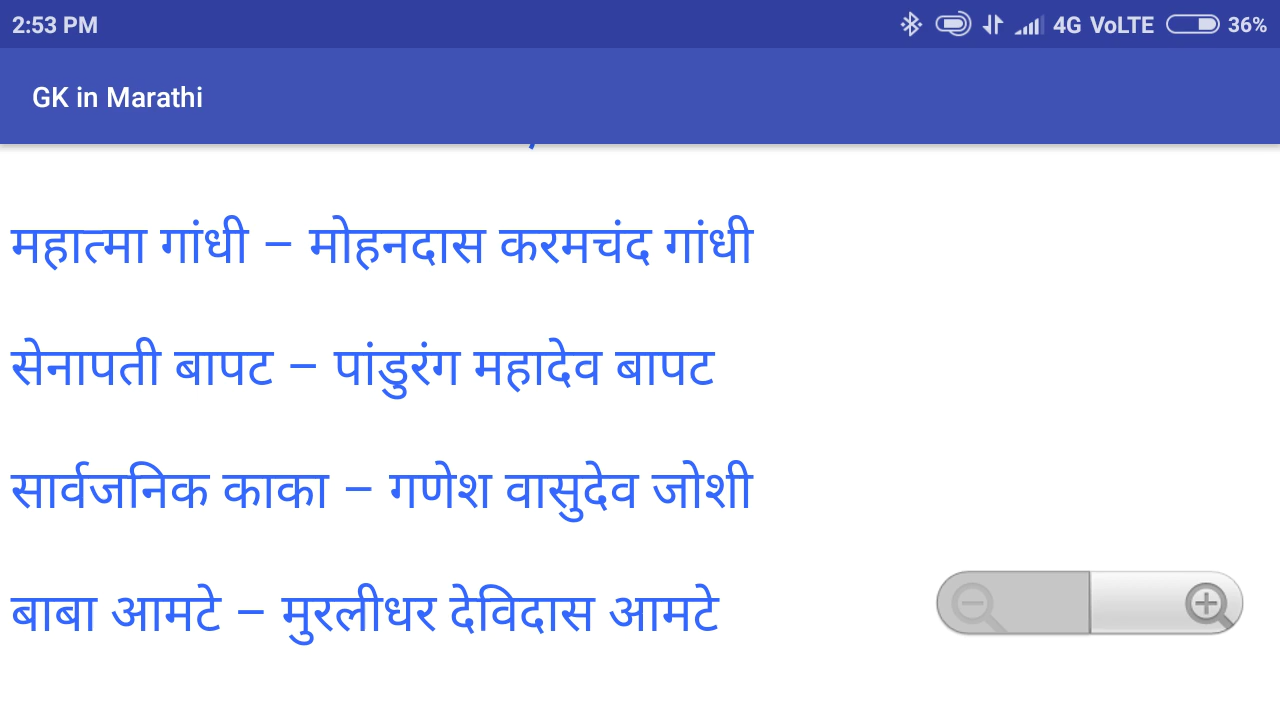 2:53 PM 4G VoLTE 36%
GK in Marathi
महात्मा गांधी – मोहनदास करमचंद गांधी
सेनापती बापट – पांडुरंग महादेव बापट
सार्वजनिक काका – गणेश वासुदेव जोशी
बाबा आमटे – मुरलीधर देविदास आमटे